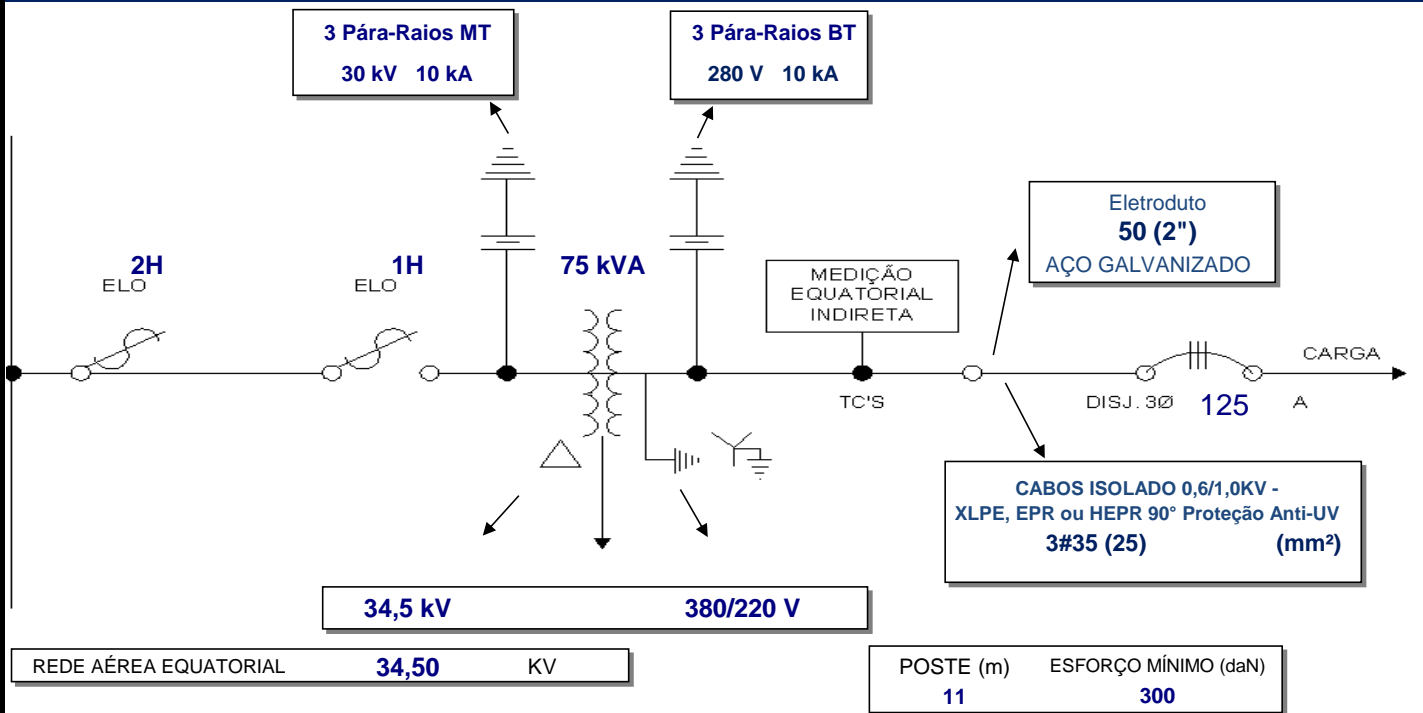 3 Pára-Raios MT
30 kV 10 kA
3 Pára-Raios BT
280 V 10 kA
Eletroduto
50 (2")
AÇO GALVANIZADO
2H
ELO
1H
ELO
75 kVA
MEDIÇÃO
EQUATORIAL
INDIRETA
TC'S
DISJ. 3Ø 125 A
CARGA
CABOS ISOLADO 0,6/1,0KV -
XLPE, EPR ou HEPR 90° Proteção Anti-UV
3#35 (25) (mm²)
34,5 kV 380/220 V
REDE AÉREA EQUATORIAL 34,50 KV
POSTE (m) ESFORÇO MÍNIMO (daN)
11 300